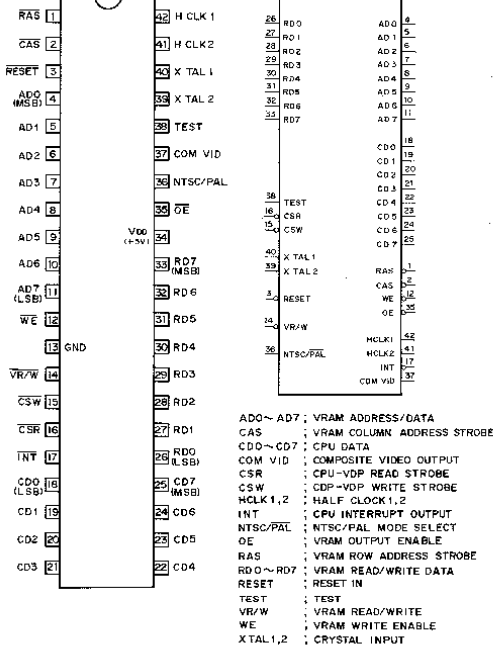 RAS 1 42 H CLK 1
CAS 2 41 H CLK2
RESET 3 40 X TAL 1
AD0 (MSB) 4 39 X TAL 2
AD1 5 38 TEST
AD2 6 37 COM VID
AD3 7 36 NTSC/PAL
AD4 8 35 OE
AD5 9 VDD (+5V) 34
AD6 10 33 RD7 (MSB)
AD7 (LSB) 11 32 RD6
WE 12 31 RD5
13 GND 30 RD4
VR/W 14 29 RD3
CSW 15 28 RD2
CSR 16 27 RD1
INT 17 26 RD0 (LSB)
CD0 (LSB) 18 25 CD7 (MSB)
CD1 19 24 CD6
CD2 20 23 CD5
CD3 21 22 CD4
26 RD0 AD0 4
27 RD1 AD1 5
28 RD2 AD2 6
29 RD3 AD3 7
30 RD4 AD4 8
31 RD5 AD5 9
32 RD6 AD6 10
33 RD7 AD7 11
CD0 18
CD1 19
CD2 20
CD3 21
38 TEST CD4 22
16 CSR CD5 23
15 CSW CD6 24
CD7 25
40 X TAL1
39 X TAL2 RAS 1
CAS 2
3 RESET WE 12
OE 35
VR/W
HCLK1 42
36 NTSC/PAL HCLK2 41
INT 17
COM VID 37
AD0~AD7 ; VRAM ADDRESS/DATA
CAS ; VRAM COLUMN ADDRESS STROBE
CD0~CD7 ; CPU DATA
COM VID ; COMPOSITE VIDEO OUTPUT
CSR ; CPU-VDP READ STROBE
CSW ; CDP-VDP WRITE STROBE
HCLK1,2 ; HALF CLOCK1,2
INT ; CPU INTERRUPT OUTPUT
NTSC/PAL ; NTSC/PAL MODE SELECT
OE ; VRAM OUTPUT ENABLE
RAS ; VRAM ROW ADDRESS STROBE
RD0~RD7 ; VRAM READ/WRITE DATA
RESET ; RESET IN
TEST ; TEST
VR/W ; VRAM READ/WRITE
WE ; VRAM WRITE ENABLE
XTAL1,2 ; CRYSTAL INPUT